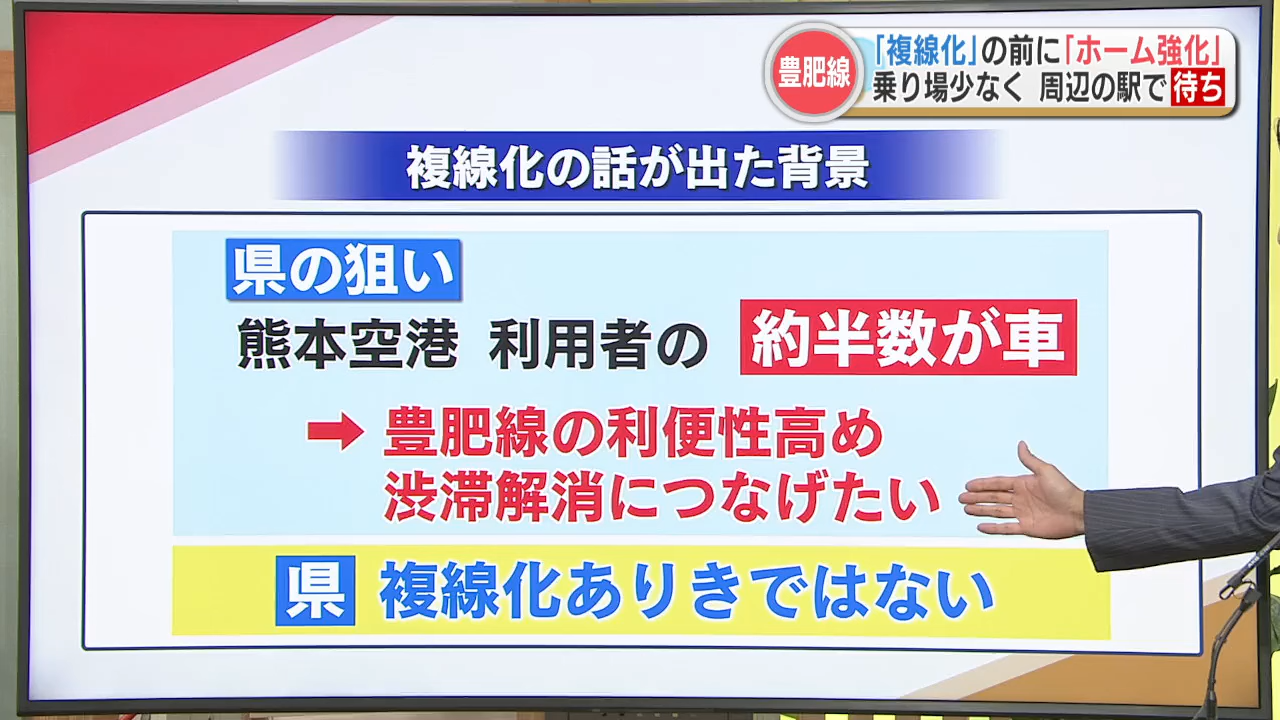 豊肥線
「複線化」の前に「ホーム強化」
乗り場少なく 周辺の駅で待ち
複線化の話が出た背景
県の狙い
熊本空港 利用者の 約半数が車
➡ 豊肥線の利便性高め
渋滞解消につなげたい
県 複線化ありきではない